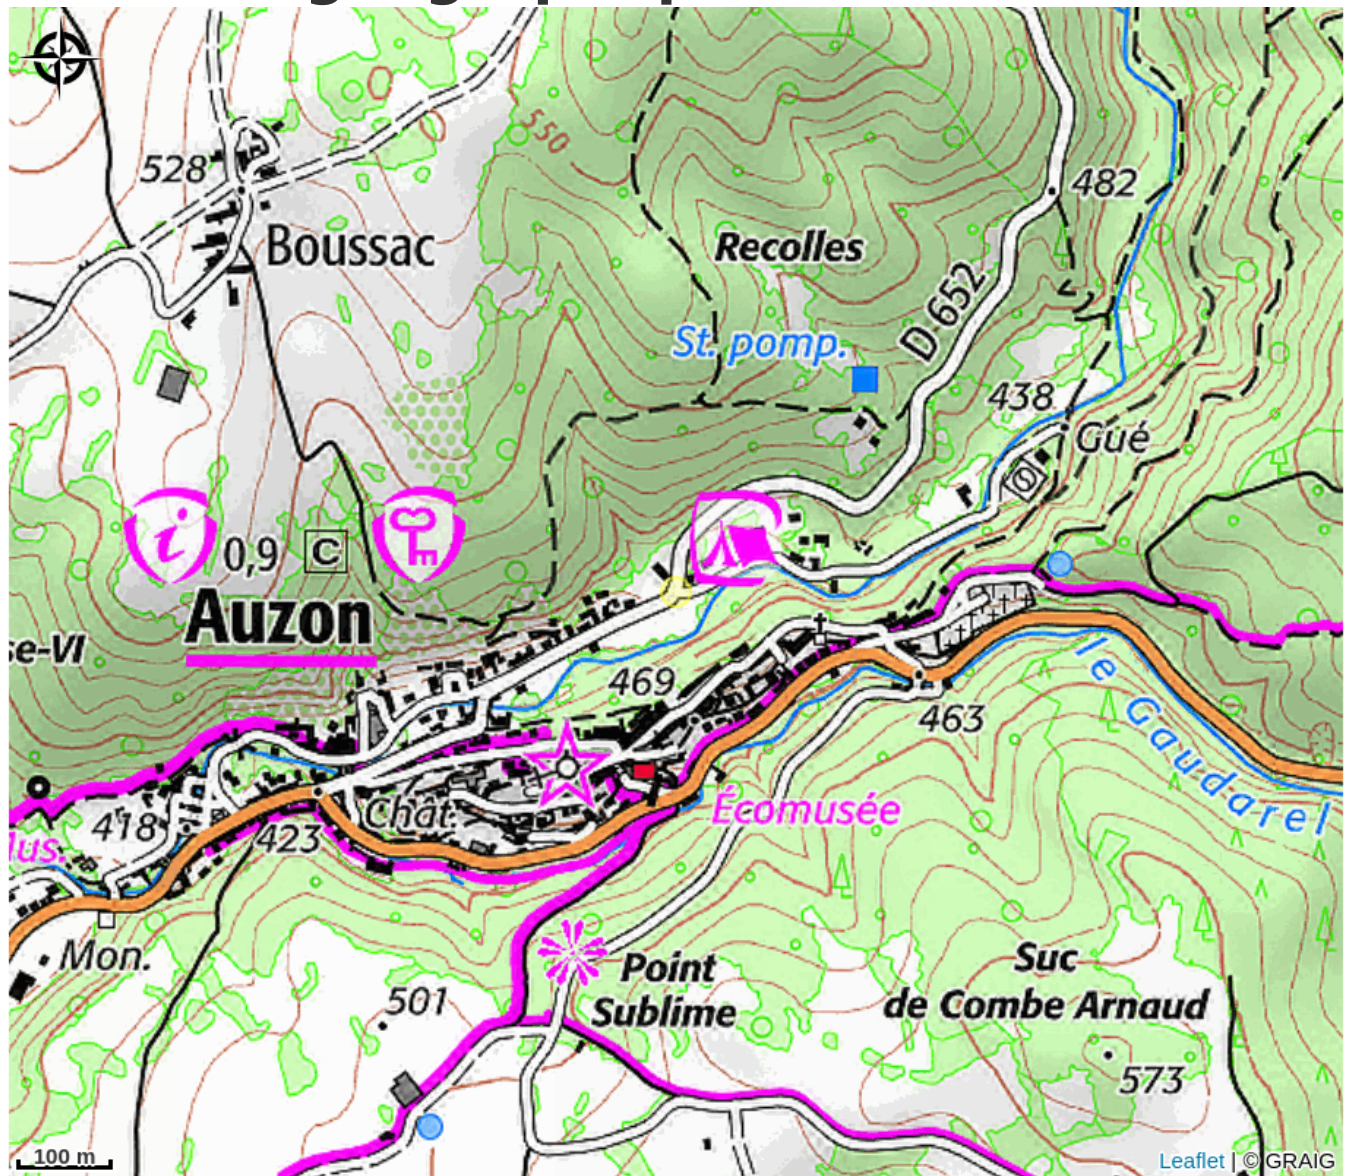 550
528
Boussac
482
Recolles
D 652
St. pomp.
438
Gué
i
0,9 C
Auzon
se-VI
469
le Gaudarel
463
Chât.
Écomusée
418
423
lus.
Mon.
Point
Sublime
501
Suc
de Combe Arnaud
573
100 m
Leaflet | © GRAIG